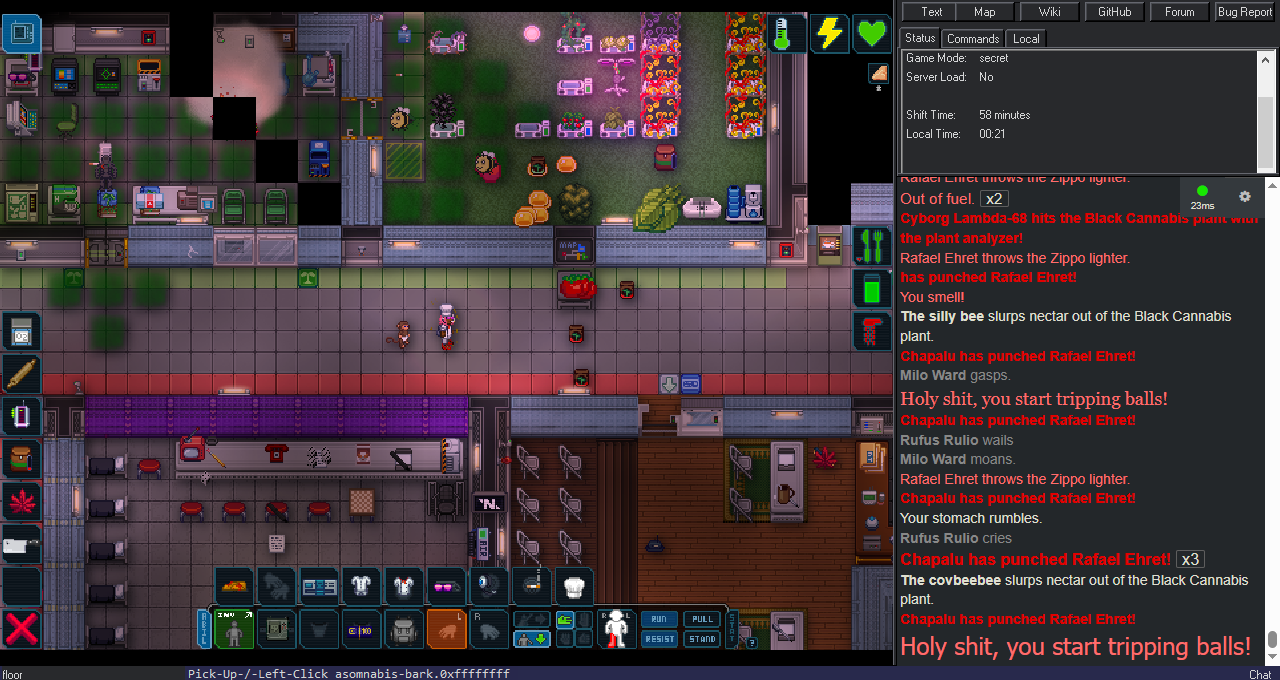 Text
Map
Wiki
GitHub
Forum
Bug Report
Status
Commands
Local
Game Mode: secret
Server Load: No
Shift Time: 58 minutes
Local Time: 00:21
Rafael Ehret throws the Zippo lighter.
Out of fuel. x2
23ms
Cyborg Lambda-68 hits the Black Cannabis plant with
the plant analyzer!
Rafael Ehret throws the Zippo lighter.
has punched Rafael Ehret!
You smell!
The silly bee slurps nectar out of the Black Cannabis
plant.
Chapalu has punched Rafael Ehret!
Milo Ward gasps.
Holy shit, you start tripping balls!
Chapalu has punched Rafael Ehret!
Rufus Rulio wails
Milo Ward moans.
Rafael Ehret throws the Zippo lighter.
Chapalu has punched Rafael Ehret!
Your stomach rumbles.
Rufus Rulio cries
Chapalu has punched Rafael Ehret! x3
The covbeebee slurps nectar out of the Black Cannabis
plant.
Chapalu has punched Rafael Ehret!
Holy shit, you start tripping balls!
MAP
INV
L
R
RUN
PULL
RESIST
STAND
floor
Pick-Up-/-Left-Click asomnabis-bark.0xffffffff
Chat